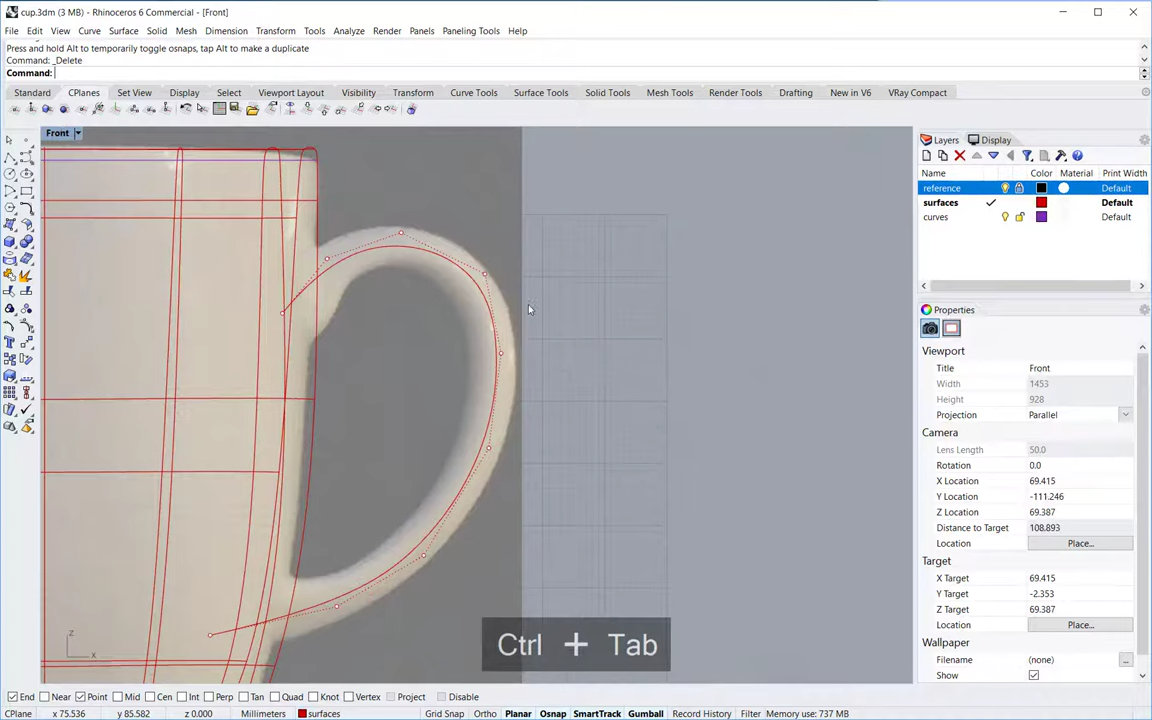 cup.3dm (3 MB) - Rhinoceros 6 Commercial - [Front]
File Edit View Curve Surface Solid Mesh Dimension Transform Tools Analyze Render Panels Paneling Tools Help
Press and hold Alt to temporarily toggle osnaps, tap Alt to make a duplicate
Command: _Delete
Command:
Standard CPlanes Set View Display Select Viewport Layout Visibility Transform Curve Tools Surface Tools Solid Tools Mesh Tools Render Tools Drafting New in V6 VRay Compact
Front
Layers Display
Name Color Material Print Width
reference Default
surfaces Default
curves Default
Properties
Viewport
Title Front
Width 1453
Height 928
Projection Parallel
Camera
Lens Length 50.0
Rotation 0.0
X Location 69.415
Y Location -111.246
Z Location 69.387
Distance to Target 108.893
Location Place...
Target
X Target 69.415
Y Target -2.353
Z Target 69.387
Location Place...
Wallpaper
Filename (none) ...
Show
z
x
Ctrl + Tab
End Near Point Mid Cen Int Perp Tan Quad Knot Vertex Project Disable
CPlane x 75.536 y 85.582 z 0.000 Millimeters surfaces Grid Snap Ortho Planar Osnap SmartTrack Gumball Record History Filter Memory use: 737 MB